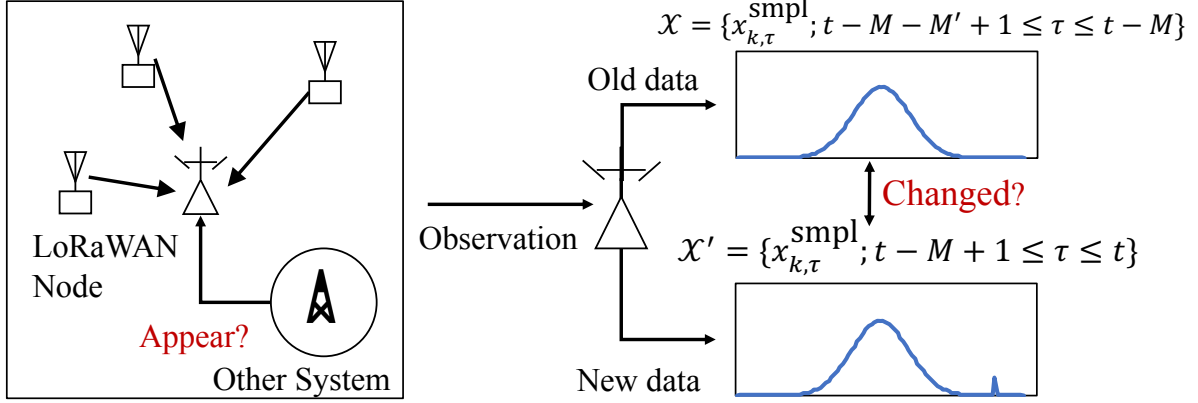 LoRaWAN
Node
Appear?
Other System
Observation
Old data
New data
𝒳 = {x_{k,τ}^{smpl}; t − M − M′ + 1 ≤ τ ≤ t − M}
Changed?
𝒳′ = {x_{k,τ}^{smpl}; t − M + 1 ≤ τ ≤ t}